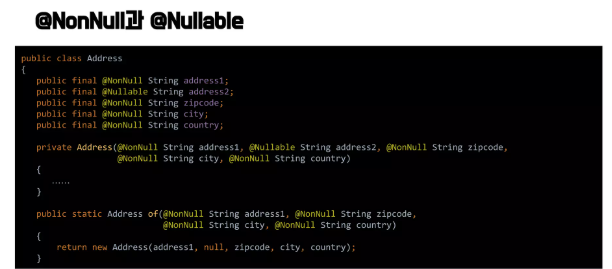 @NonNull과 @Nullable
public class Address
{
public final @NonNull String address1;
public final @Nullable String address2;
public final @NonNull String zipcode;
public final @NonNull String city;
public final @NonNull String country;
private Address(@NonNull String address1, @Nullable String address2, @NonNull String zipcode,
@NonNull String city, @NonNull String country)
{
......
}
public static Address of(@NonNull String address1, @NonNull String zipcode,
@NonNull String city, @NonNull String country)
{
return new Address(address1, null, zipcode, city, country);
}